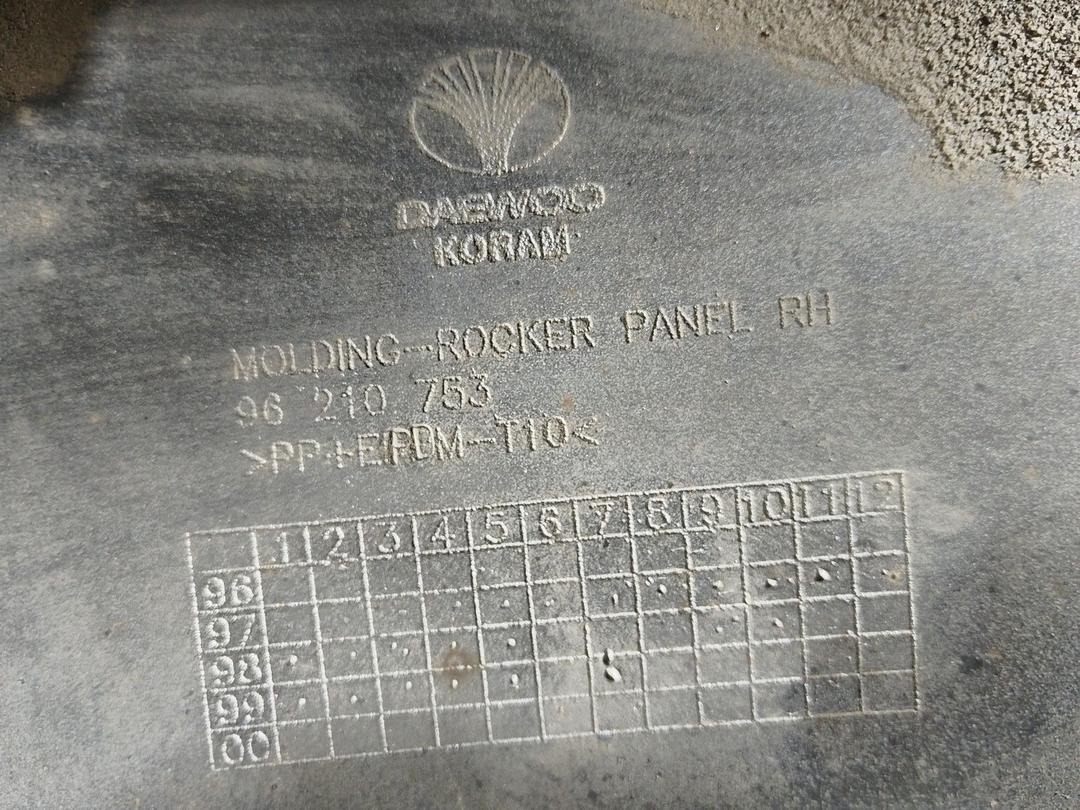 DAEWOO
KORAM
MOLDING-ROCKER PANEL RH
96 210 753
>PP+E/PDM-T10<
1 2 3 4 5 6 7 8 9 10 11 12
96
97
98
99
00